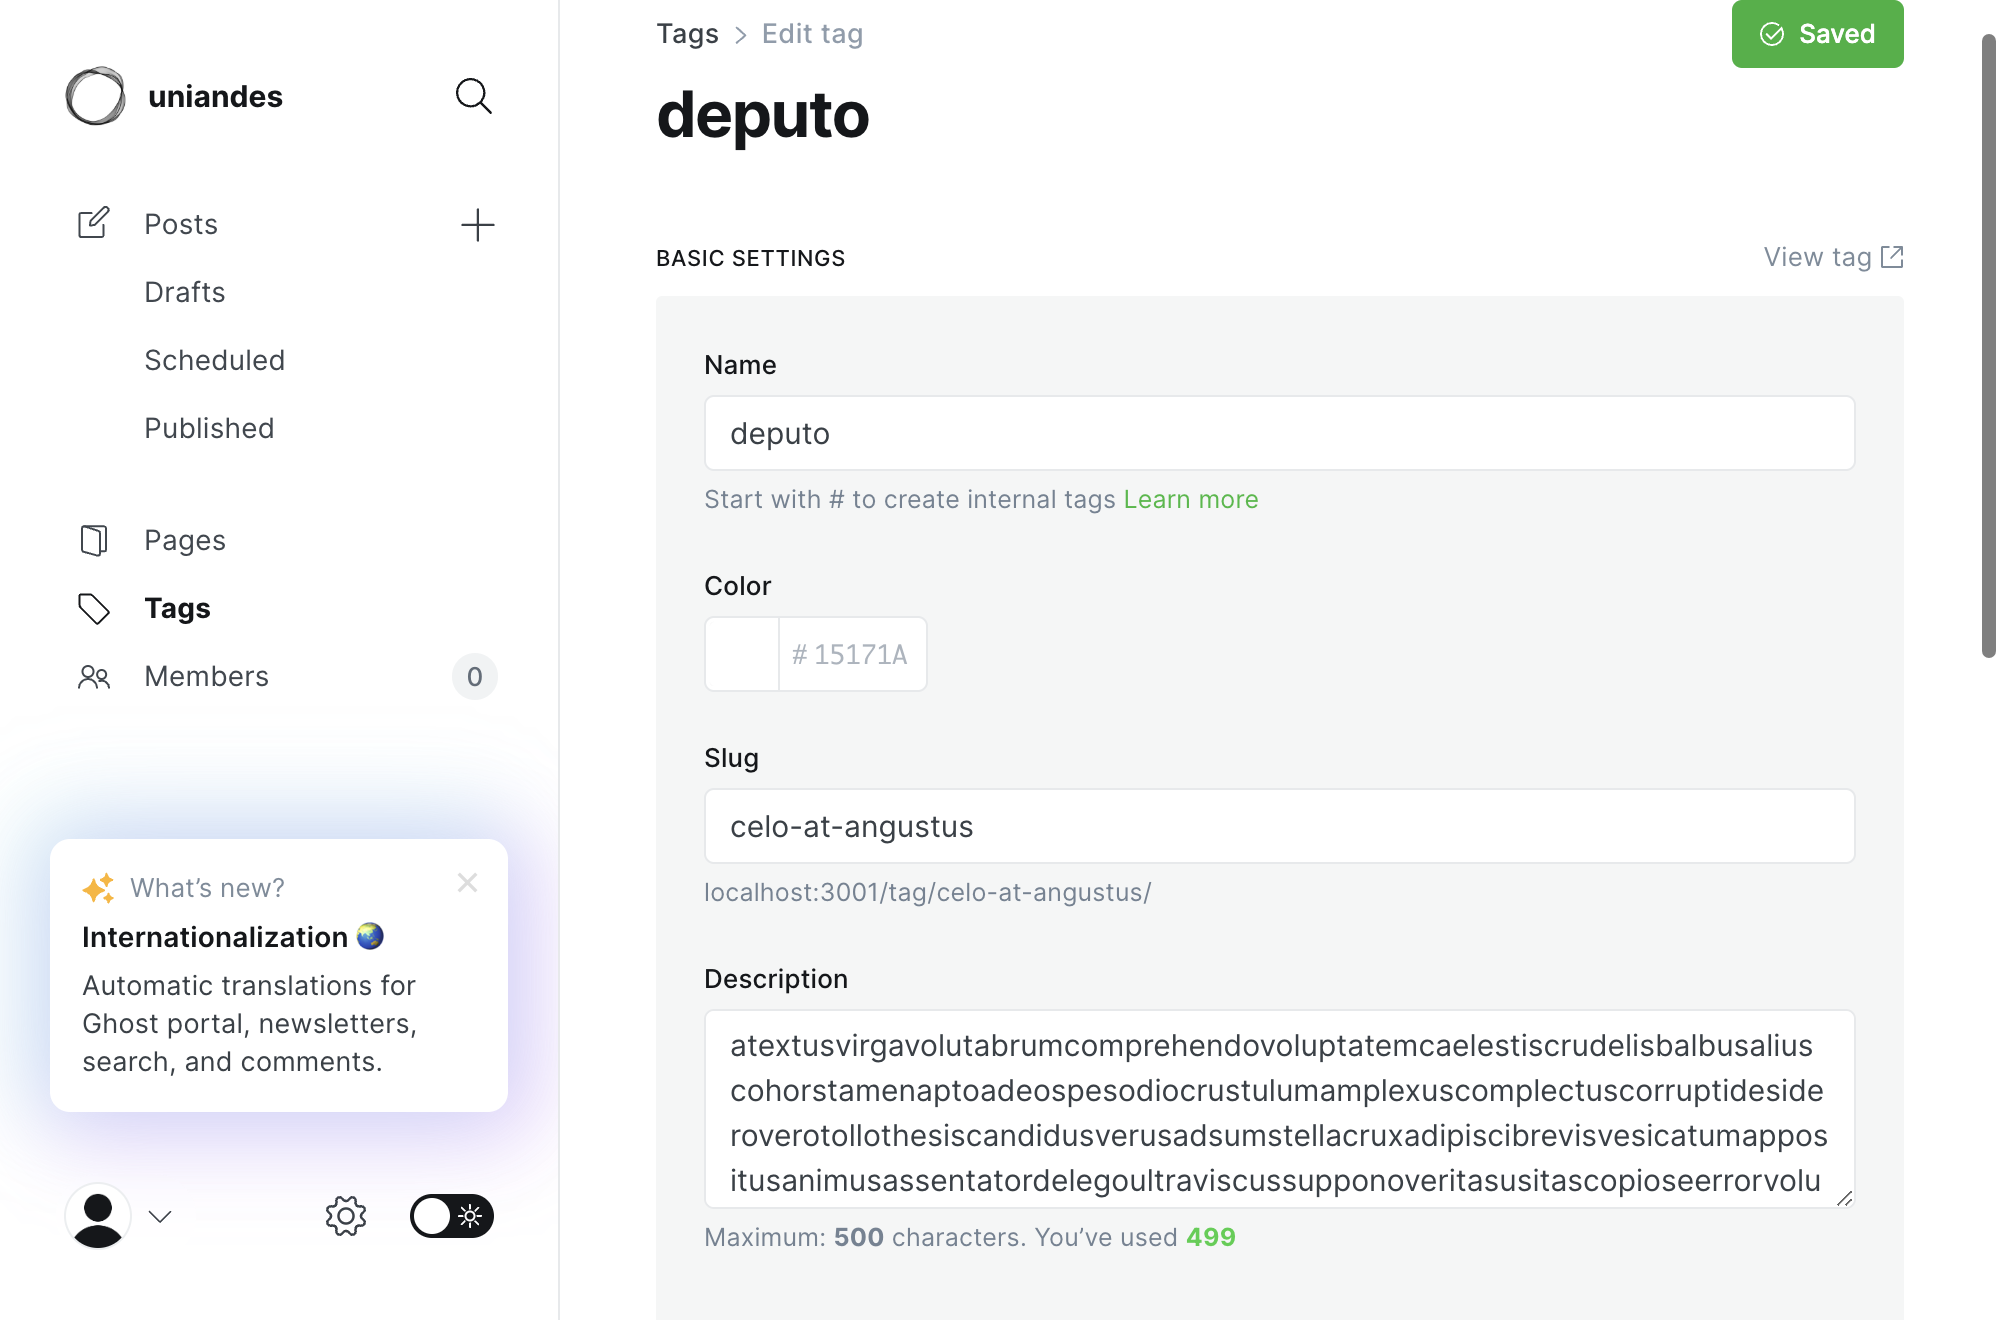 uniandes
Posts
Drafts
Scheduled
Published
Pages
Tags
Members
0
What’s new?
Internationalization
Automatic translations for
Ghost portal, newsletters,
search, and comments.
Tags > Edit tag
Saved
deputo
BASIC SETTINGS
View tag
Name
deputo
Start with # to create internal tags Learn more
Color
# 15171A
Slug
celo-at-angustus
localhost:3001/tag/celo-at-angustus/
Description
atextusvirgavolutabrumcomprehendovoluptatemcaelestiscrudelisbalbusalius
cohorstamenaptoadeospesodiocrustulumamplexuscomplectuscorruptideside
roverotollothesiscandidusverusadsumstellacruxadipiscibrevisvesicatumappos
itusanimusassentatordelegoultraviscussupponoveritasusitascopioseerrorvolu
Maximum: 500 characters. You’ve used 499